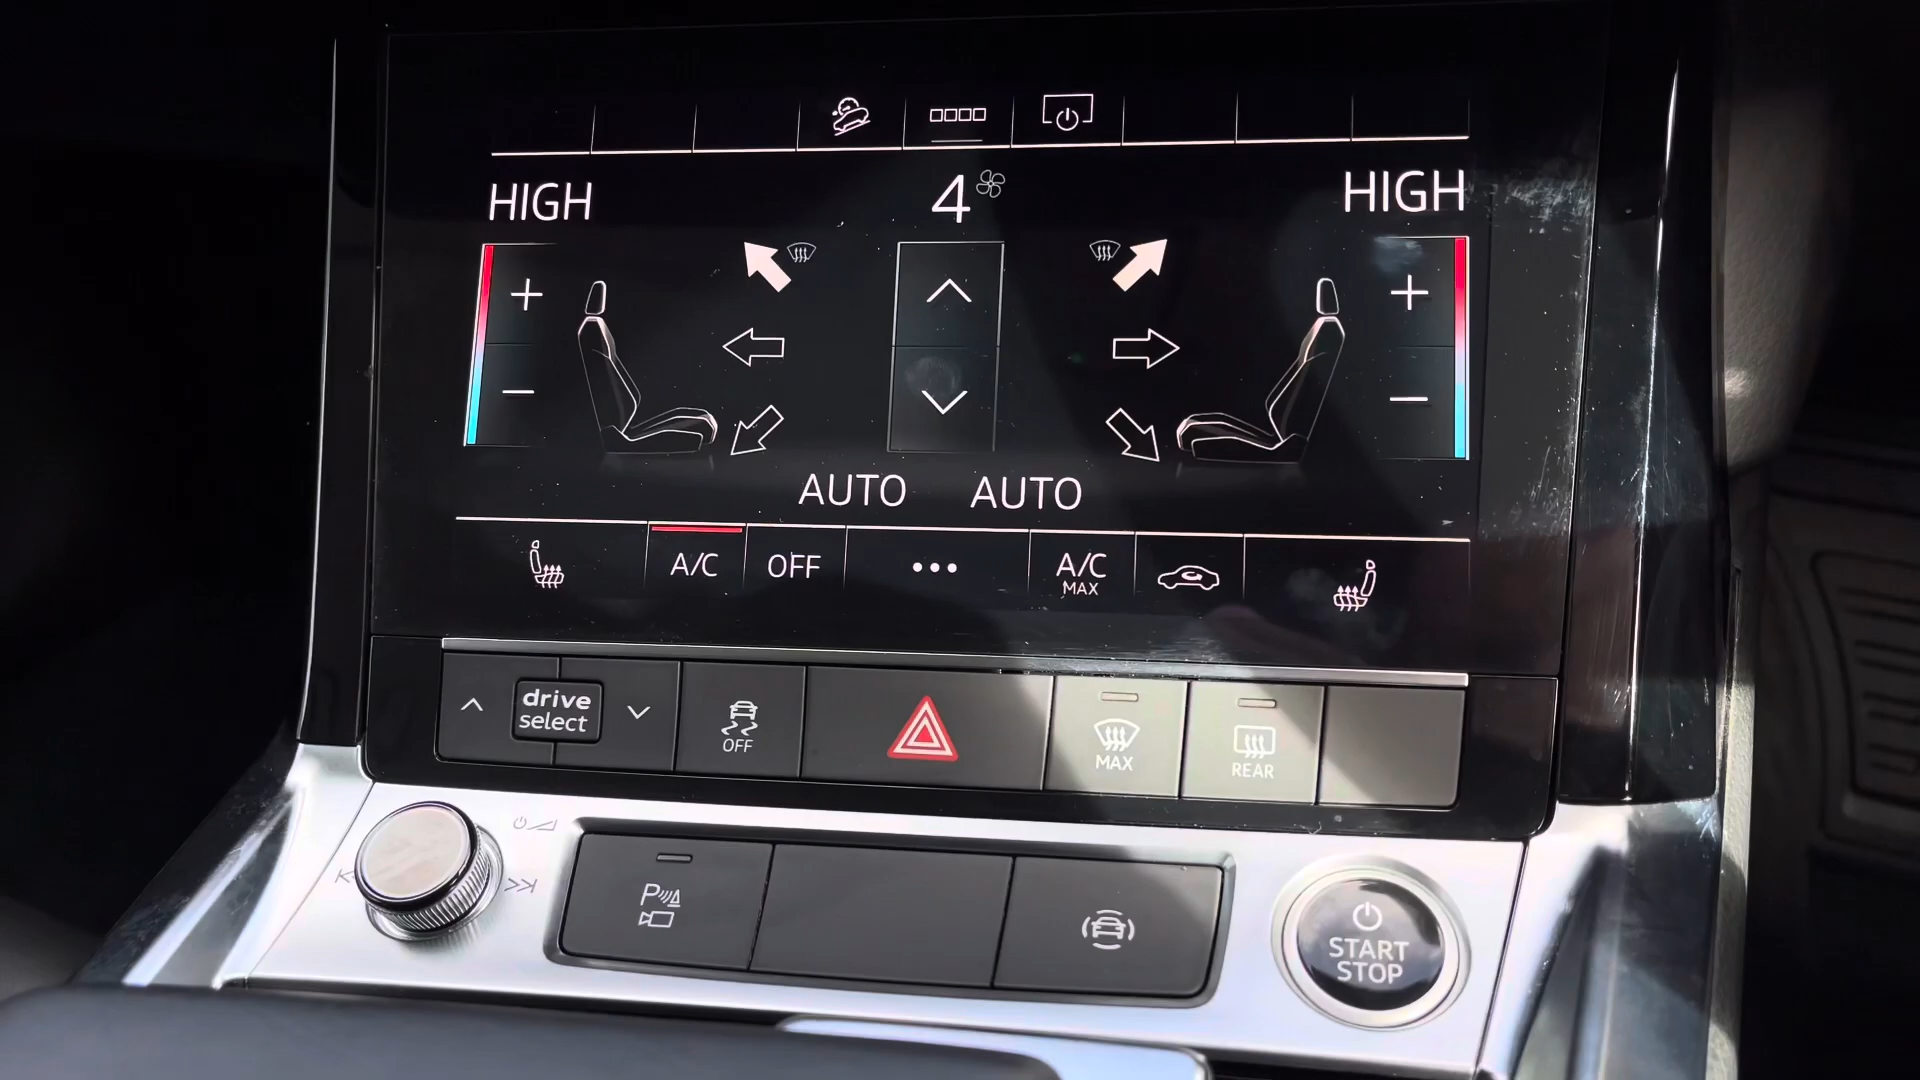 HIGH 4 HIGH
+ +
− −
AUTO AUTO
A/C OFF ••• A/C
MAX
drive
select
OFF
MAX
REAR
P
START
STOP